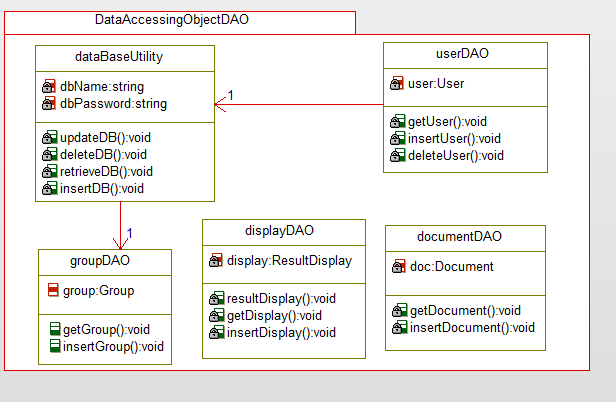 DataAccessingObjectDAO
dataBaseUtility
dbName:string
dbPassword:string
updateDB():void
deleteDB():void
retrieveDB():void
insertDB():void
1
userDAO
user:User
getUser():void
insertUser():void
deleteUser():void
1
groupDAO
group:Group
getGroup():void
insertGroup():void
displayDAO
display:ResultDisplay
resultDisplay():void
getDisplay():void
insertDisplay():void
documentDAO
doc:Document
getDocument():void
insertDocument():void